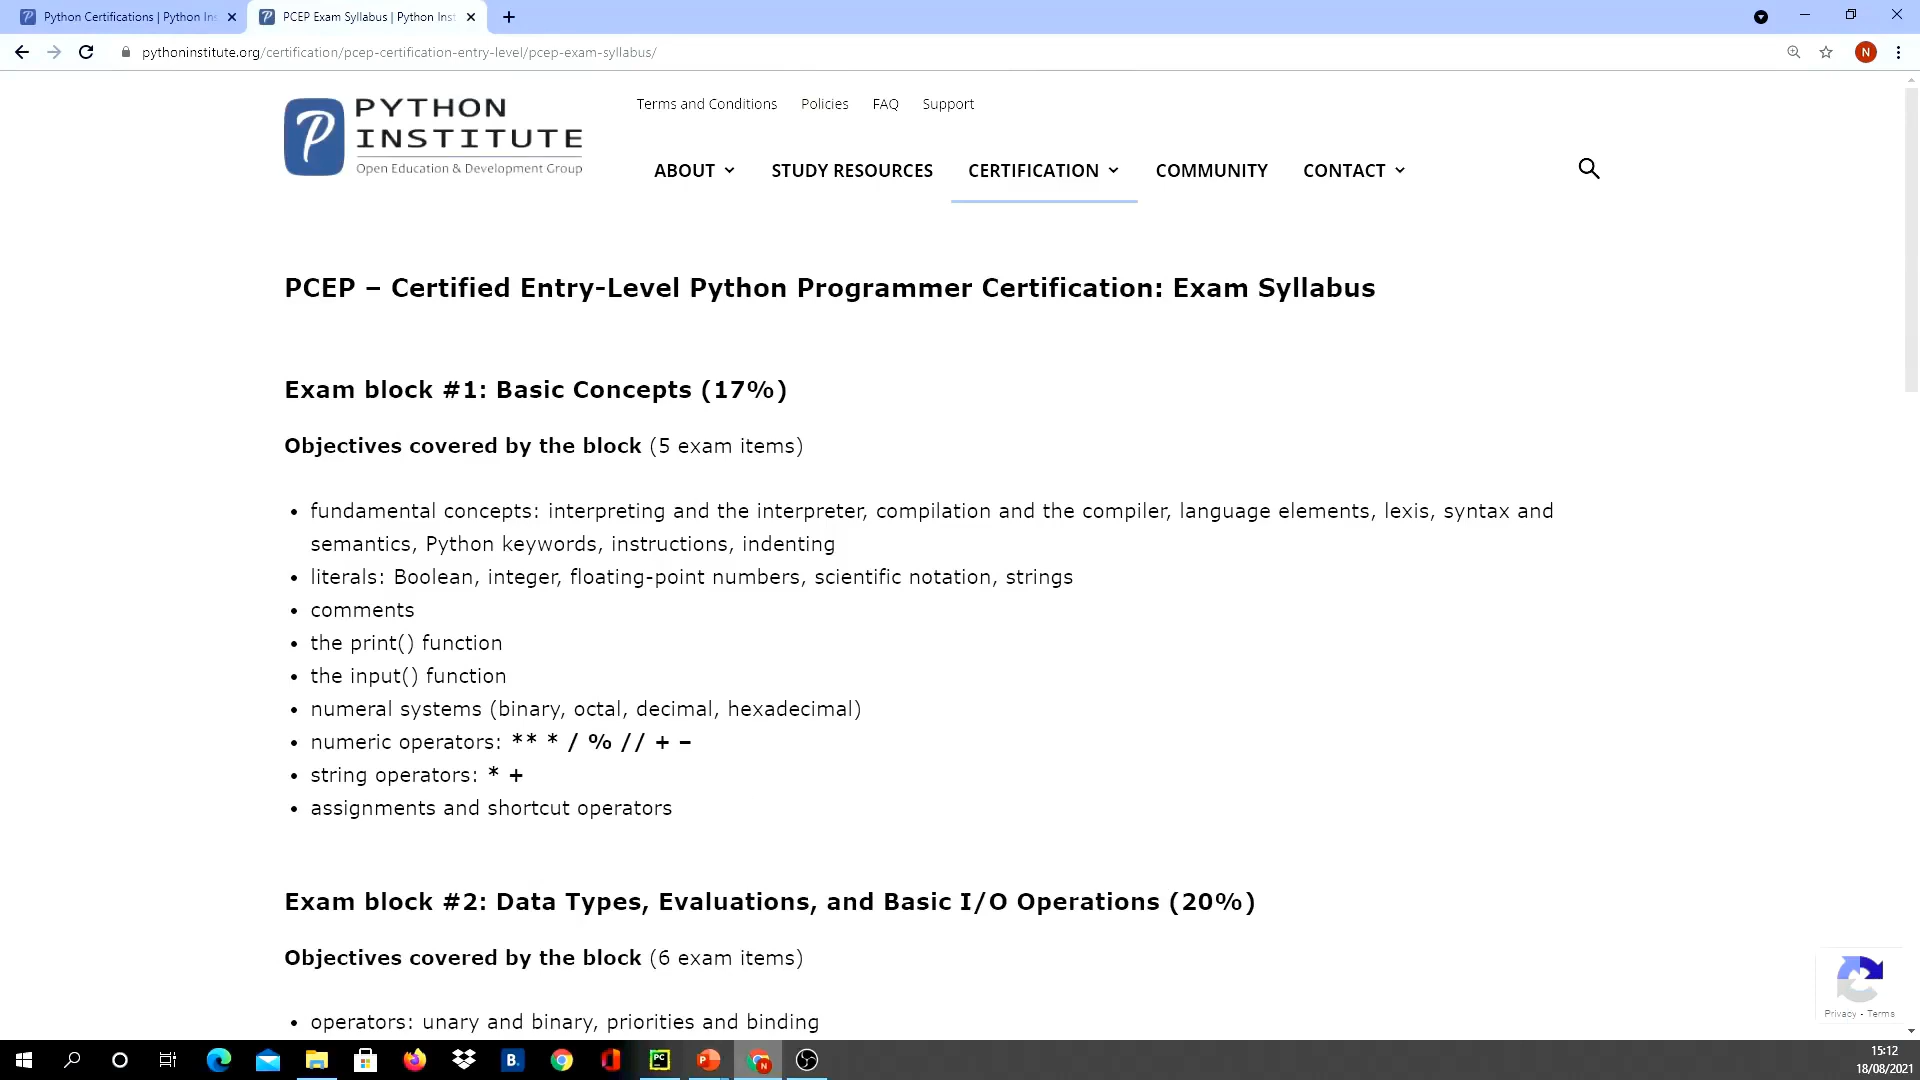 Python Certifications | Python Ins
PCEP Exam Syllabus | Python Inst
pythoninstitute.org/certification/pcep-certification-entry-level/pcep-exam-syllabus/
N
PYTHON
INSTITUTE
Open Education & Development Group
Terms and Conditions Policies FAQ Support
ABOUT STUDY RESOURCES CERTIFICATION COMMUNITY CONTACT
PCEP – Certified Entry-Level Python Programmer Certification: Exam Syllabus
Exam block #1: Basic Concepts (17%)
Objectives covered by the block (5 exam items)
• fundamental concepts: interpreting and the interpreter, compilation and the compiler, language elements, lexis, syntax and
semantics, Python keywords, instructions, indenting
• literals: Boolean, integer, floating-point numbers, scientific notation, strings
• comments
• the print() function
• the input() function
• numeral systems (binary, octal, decimal, hexadecimal)
• numeric operators: ** * / % // + –
• string operators: * +
• assignments and shortcut operators
Exam block #2: Data Types, Evaluations, and Basic I/O Operations (20%)
Objectives covered by the block (6 exam items)
• operators: unary and binary, priorities and binding
Privacy - Terms
B.
PC
P
N
15:12
18/08/2021